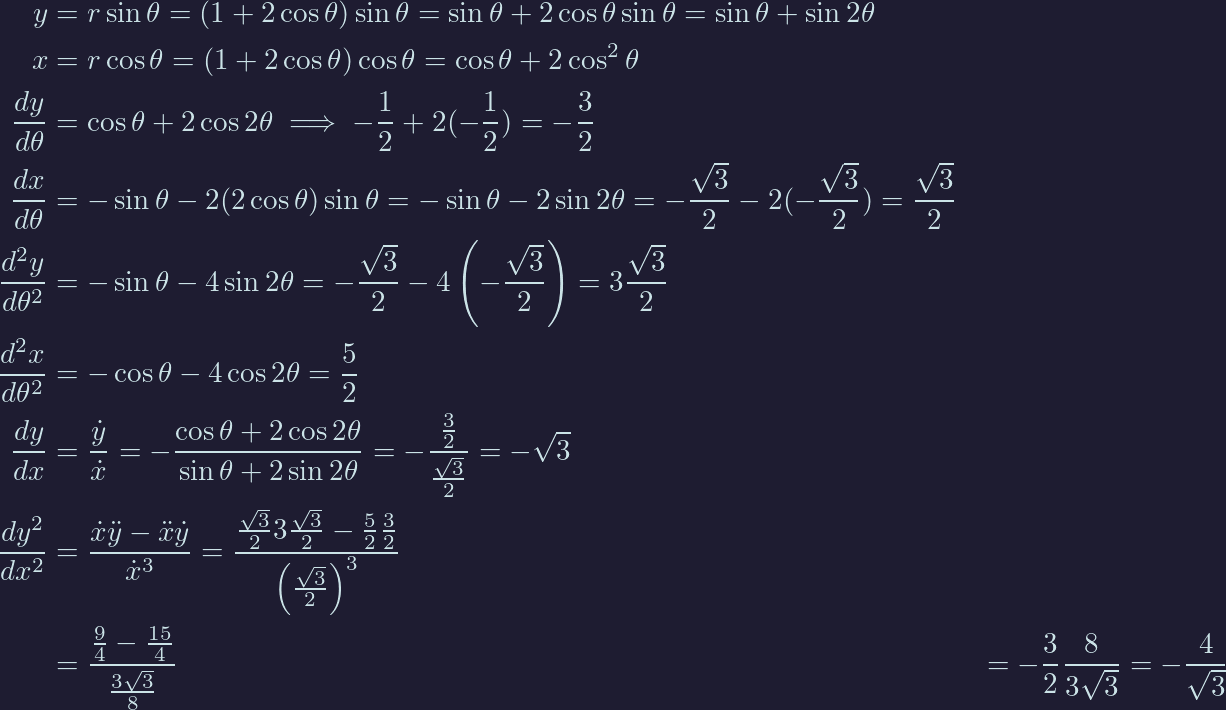 y = r sin θ = (1 + 2 cos θ) sin θ = sin θ + 2 cos θ sin θ = sin θ + sin 2θ
x = r cos θ = (1 + 2 cos θ) cos θ = cos θ + 2 cos² θ
dy/dθ = cos θ + 2 cos 2θ ⟹ −1/2 + 2(−1/2) = −3/2
dx/dθ = − sin θ − 2(2 cos θ) sin θ = − sin θ − 2 sin 2θ = −√3/2 − 2(−√3/2) = √3/2
d²y/dθ² = − sin θ − 4 sin 2θ = −√3/2 − 4(−√3/2) = 3 √3/2
d²x/dθ² = − cos θ − 4 cos 2θ = 5/2
dy/dx = ẏ/ẋ = − (cos θ + 2 cos 2θ)/(sin θ + 2 sin 2θ) = − (3/2)/(√3/2) = −√3
dy²/dx² = (ẋÿ − ẍẏ)/ẋ³ = (√3/2 3 √3/2 − 5/2 3/2)/(√3/2)³
= (9/4 − 15/4)/(3√3/8) = −3/2 8/(3√3) = −4/√3